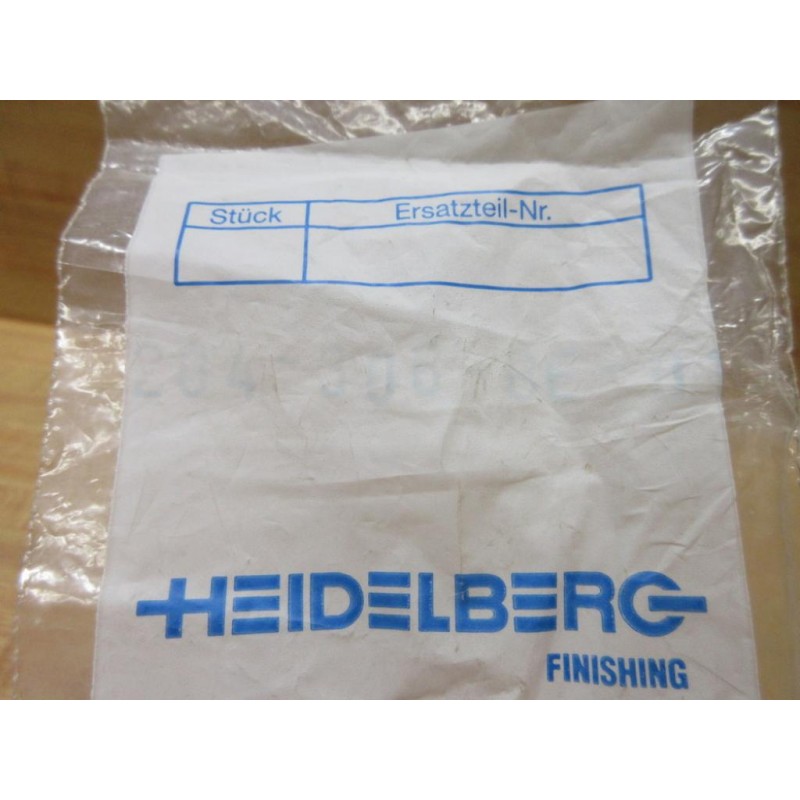 Stück Ersatzteil-Nr.
HEIDELBERG
FINISHING